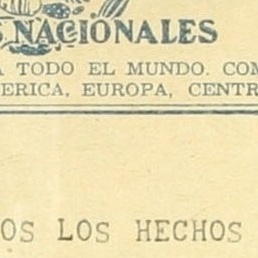 S NACIONALES
A TODO EL MUNDO. COM
ERICA, EUROPA, CENTR
OS LOS HECHOS